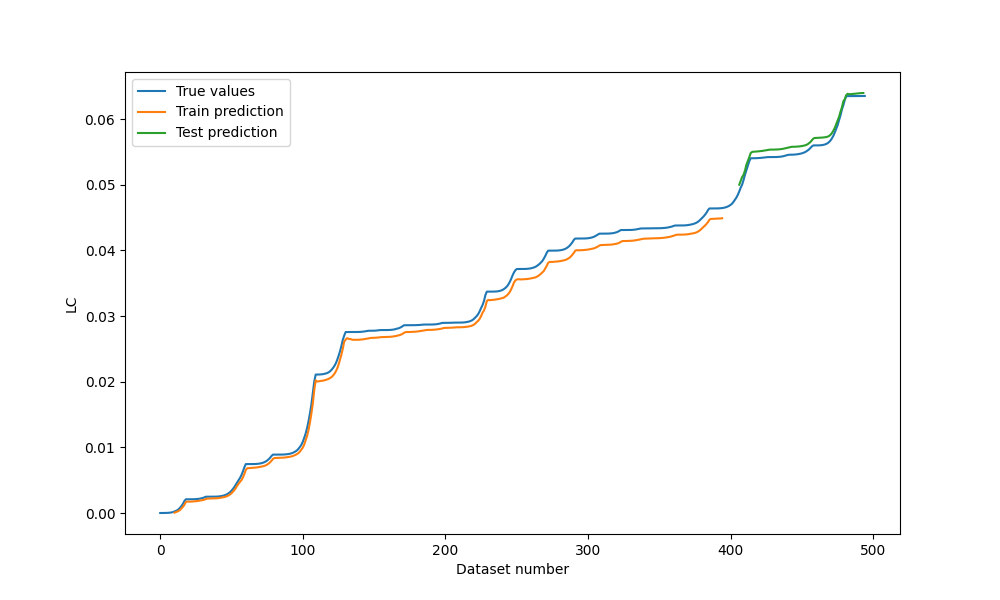 True values
Train prediction
Test prediction
0.06
0.05
0.04
0.03
0.02
0.01
0.00
LC
0 100 200 300 400 500
Dataset number